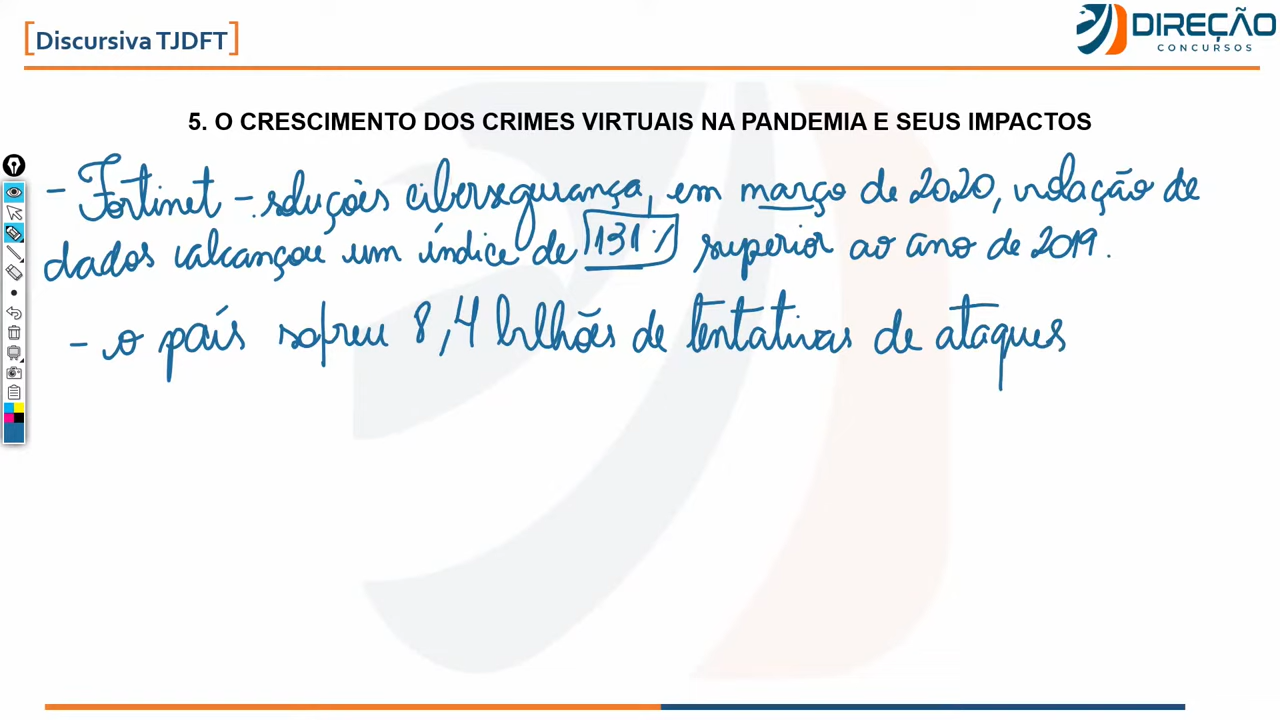 [Discursiva TJDFT]
DIREÇÃO
CONCURSOS
5. O CRESCIMENTO DOS CRIMES VIRTUAIS NA PANDEMIA E SEUS IMPACTOS
- Fortinet - soluções cibersegurança, em março de 2020, violação de
dados alcançou um índice de 131% superior ao ano de 2019.
- o país sofreu 8,4 bilhões de tentativas de ataques